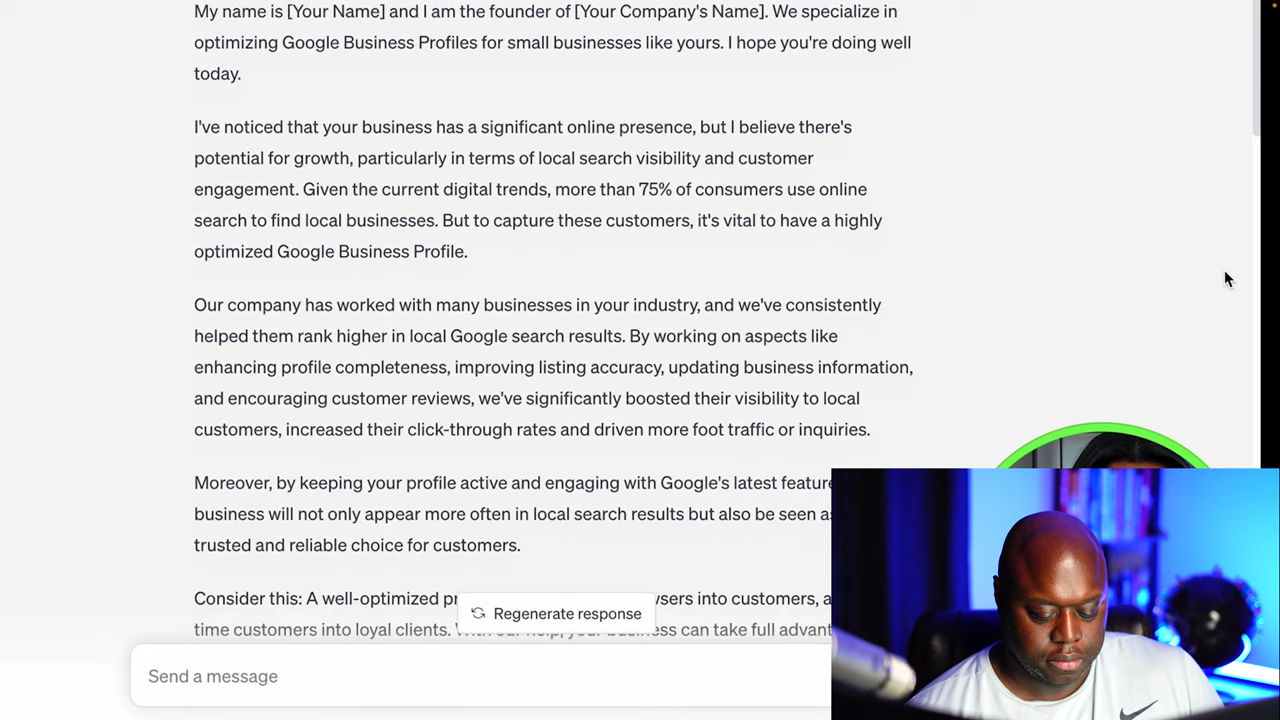 My name is [Your Name] and I am the founder of [Your Company's Name]. We specialize in
optimizing Google Business Profiles for small businesses like yours. I hope you're doing well
today.
I've noticed that your business has a significant online presence, but I believe there's
potential for growth, particularly in terms of local search visibility and customer
engagement. Given the current digital trends, more than 75% of consumers use online
search to find local businesses. But to capture these customers, it's vital to have a highly
optimized Google Business Profile.
Our company has worked with many businesses in your industry, and we've consistently
helped them rank higher in local Google search results. By working on aspects like
enhancing profile completeness, improving listing accuracy, updating business information,
and encouraging customer reviews, we've significantly boosted their visibility to local
customers, increased their click-through rates and driven more foot traffic or inquiries.
Moreover, by keeping your profile active and engaging with Google's latest
business will not only appear more often in local search results but also be seen
trusted and reliable choice for customers.
Consider this: A well-optimized into customers,
Regenerate response
time customers into loyal clients. With our help, your business can take full
Send a message